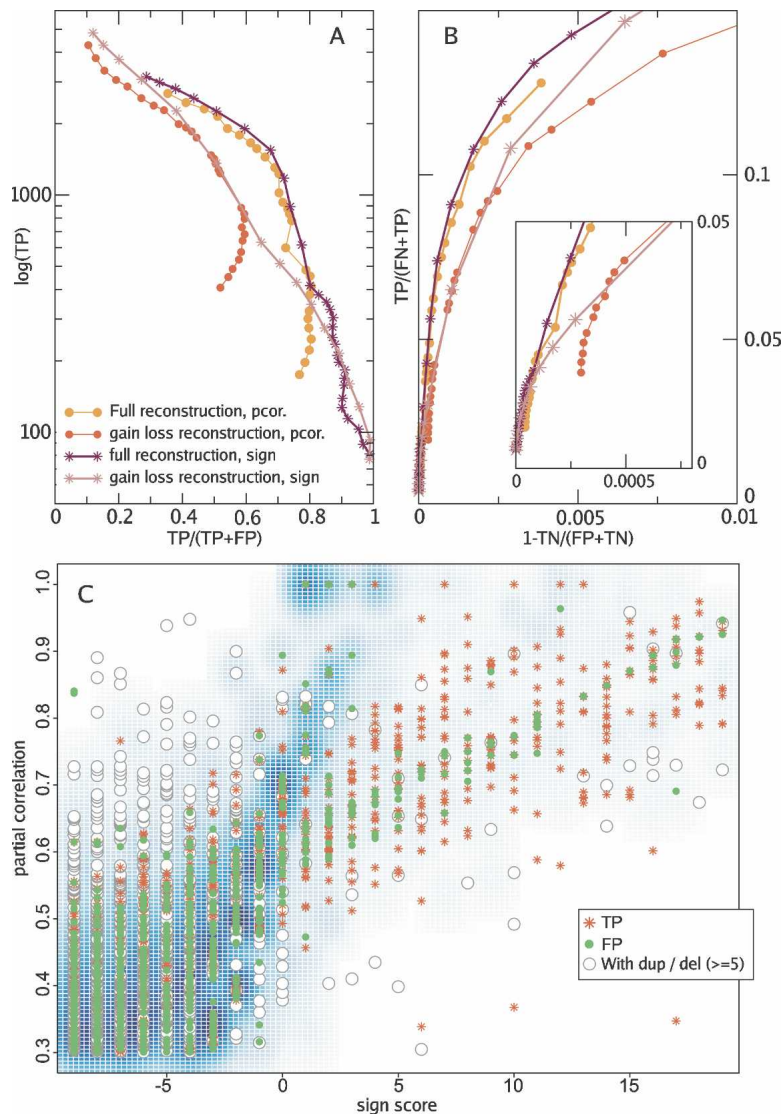 A
log(TP)
1000
100
Full reconstruction, pcor.
gain loss reconstruction, pcor.
full reconstruction, sign
gain loss reconstruction, sign
0 0.2 0.4 0.6 0.8 1
TP/(TP+FP)
B
TP/(FN+TP)
0.1
0.05
0
0.05
0
0.0005
0 0.005 0.01
1-TN/(FP+TN)
C
partial correlation
1.0
0.9
0.8
0.7
0.6
0.5
0.4
0.3
TP
FP
With dup / del (>=5)
-5 0 5 10 15
sign score